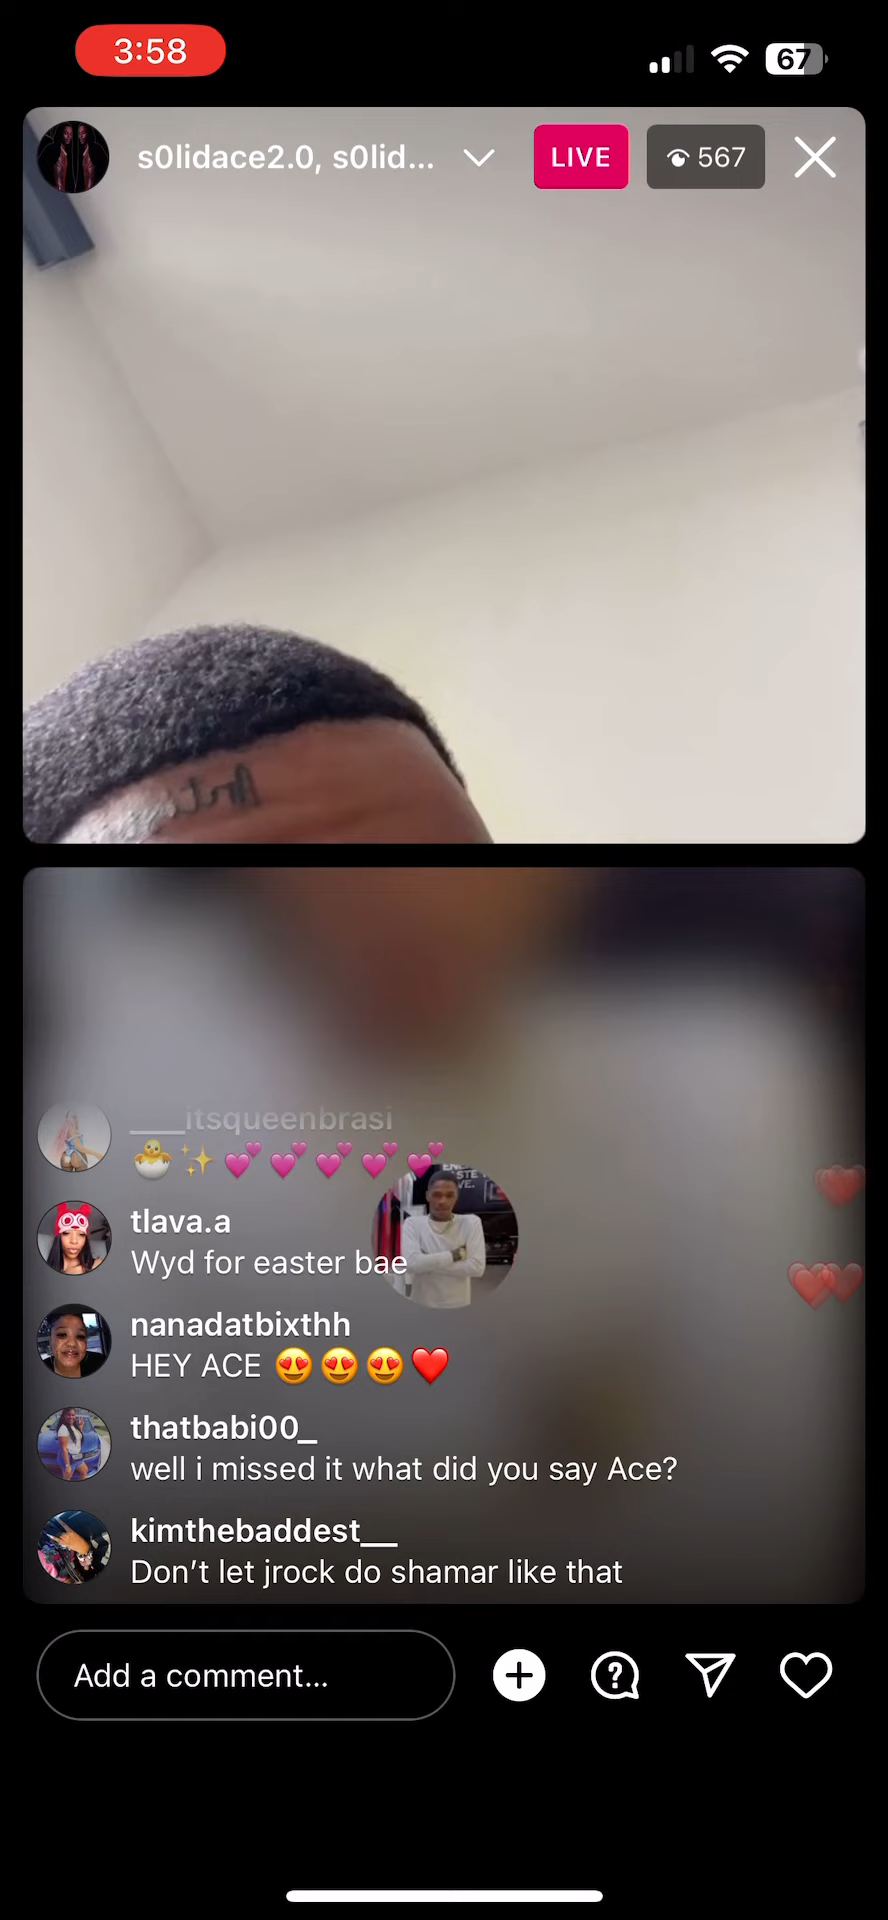 3:58
67
s0lidace2.0, s0lid...
LIVE
567
___itsqueenbrasi
🐣✨💕💕💕💕💕
tlava.a
Wyd for easter bae
nanadatbixthh
HEY ACE 😍😍😍❤️
thatbabi00_
well i missed it what did you say Ace?
kimthebaddest__
Don’t let jrock do shamar like that
Add a comment...